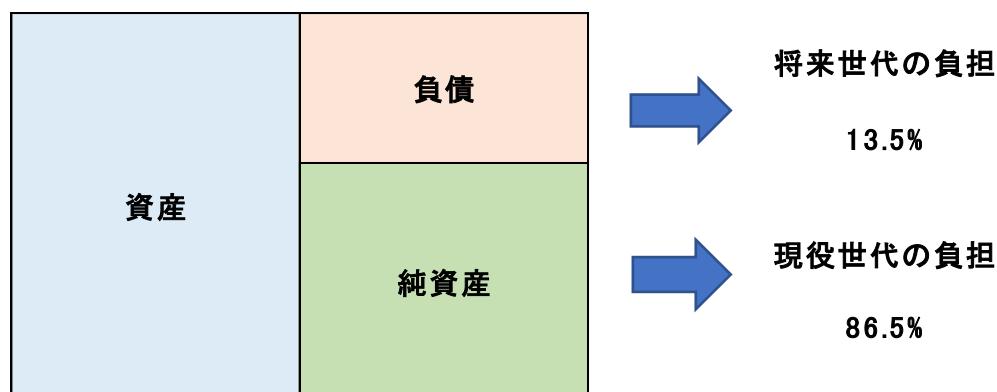 資産
負債
純資産
将来世代の負担
13.5%
現役世代の負担
86.5%